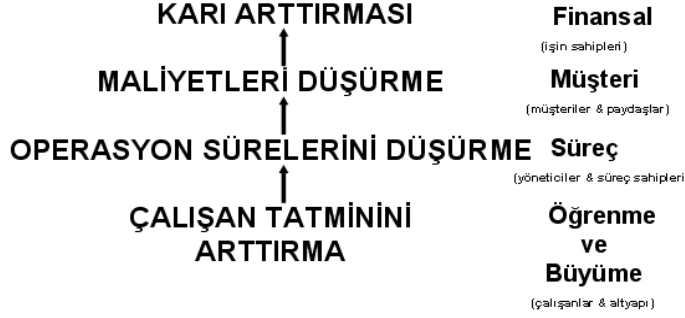 KARI ARTTIRMASI
Finansal
(işin sahipleri)
MALİYETLERİ DÜŞÜRME
Müşteri
(müşteriler & paydaşlar)
OPERASYON SÜRELERİNİ DÜŞÜRME
Süreç
(yöneticiler & süreç sahipleri
ÇALIŞAN TATMİNİNİ
ARTTIRMA
Öğrenme
ve
Büyüme
(çalışanlar & altyapı)